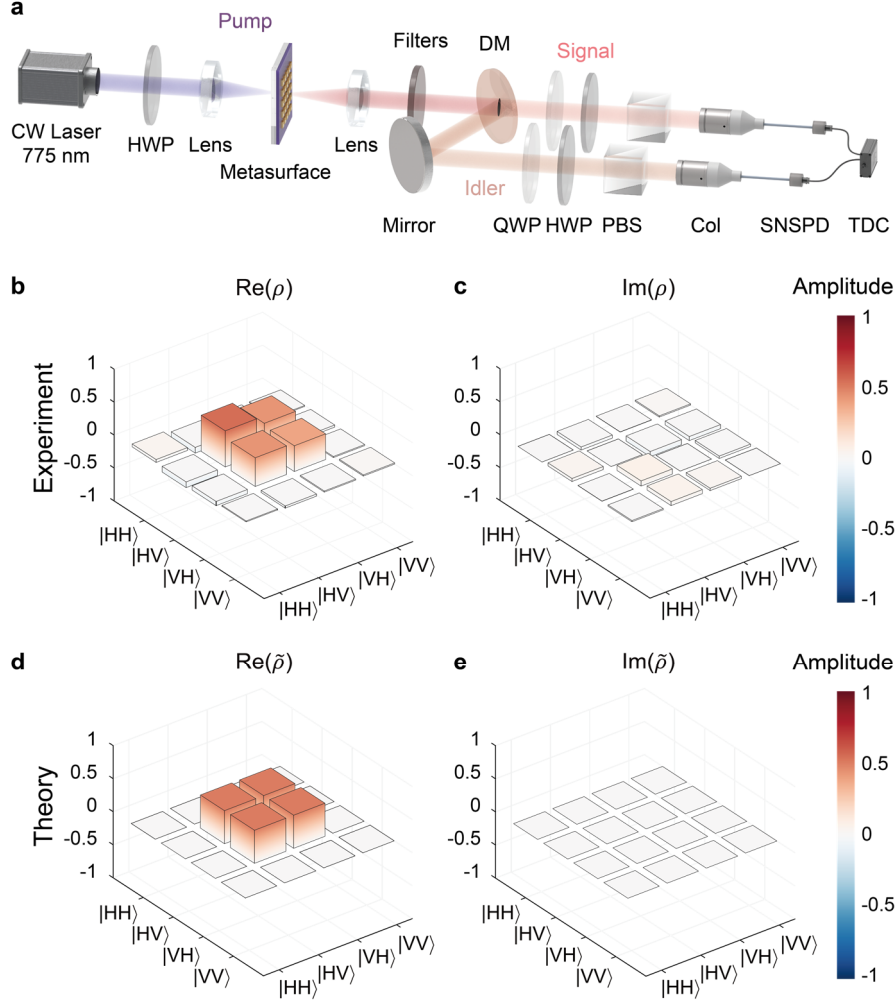 a
Pump
Filters
DM
Signal
CW Laser
775 nm
HWP
Lens
Metasurface
Lens
Idler
Mirror
QWP
HWP
PBS
Col
SNSPD
TDC
b
Re(ρ)
c
Im(ρ)
Amplitude
Experiment
1
0.5
0
-0.5
-1
|HH⟩
|HV⟩
|VH⟩
|VV⟩
|HH⟩
|HV⟩
|VH⟩
|VV⟩
1
0.5
0
-0.5
-1
|HH⟩
|HV⟩
|VH⟩
|VV⟩
|HH⟩
|HV⟩
|VH⟩
|VV⟩
1
0.5
0
-0.5
-1
d
Re(ρ̃)
e
Im(ρ̃)
Amplitude
Theory
1
0.5
0
-0.5
-1
|HH⟩
|HV⟩
|VH⟩
|VV⟩
|HH⟩
|HV⟩
|VH⟩
|VV⟩
1
0.5
0
-0.5
-1
|HH⟩
|HV⟩
|VH⟩
|VV⟩
|HH⟩
|HV⟩
|VH⟩
|VV⟩
1
0.5
0
-0.5
-1